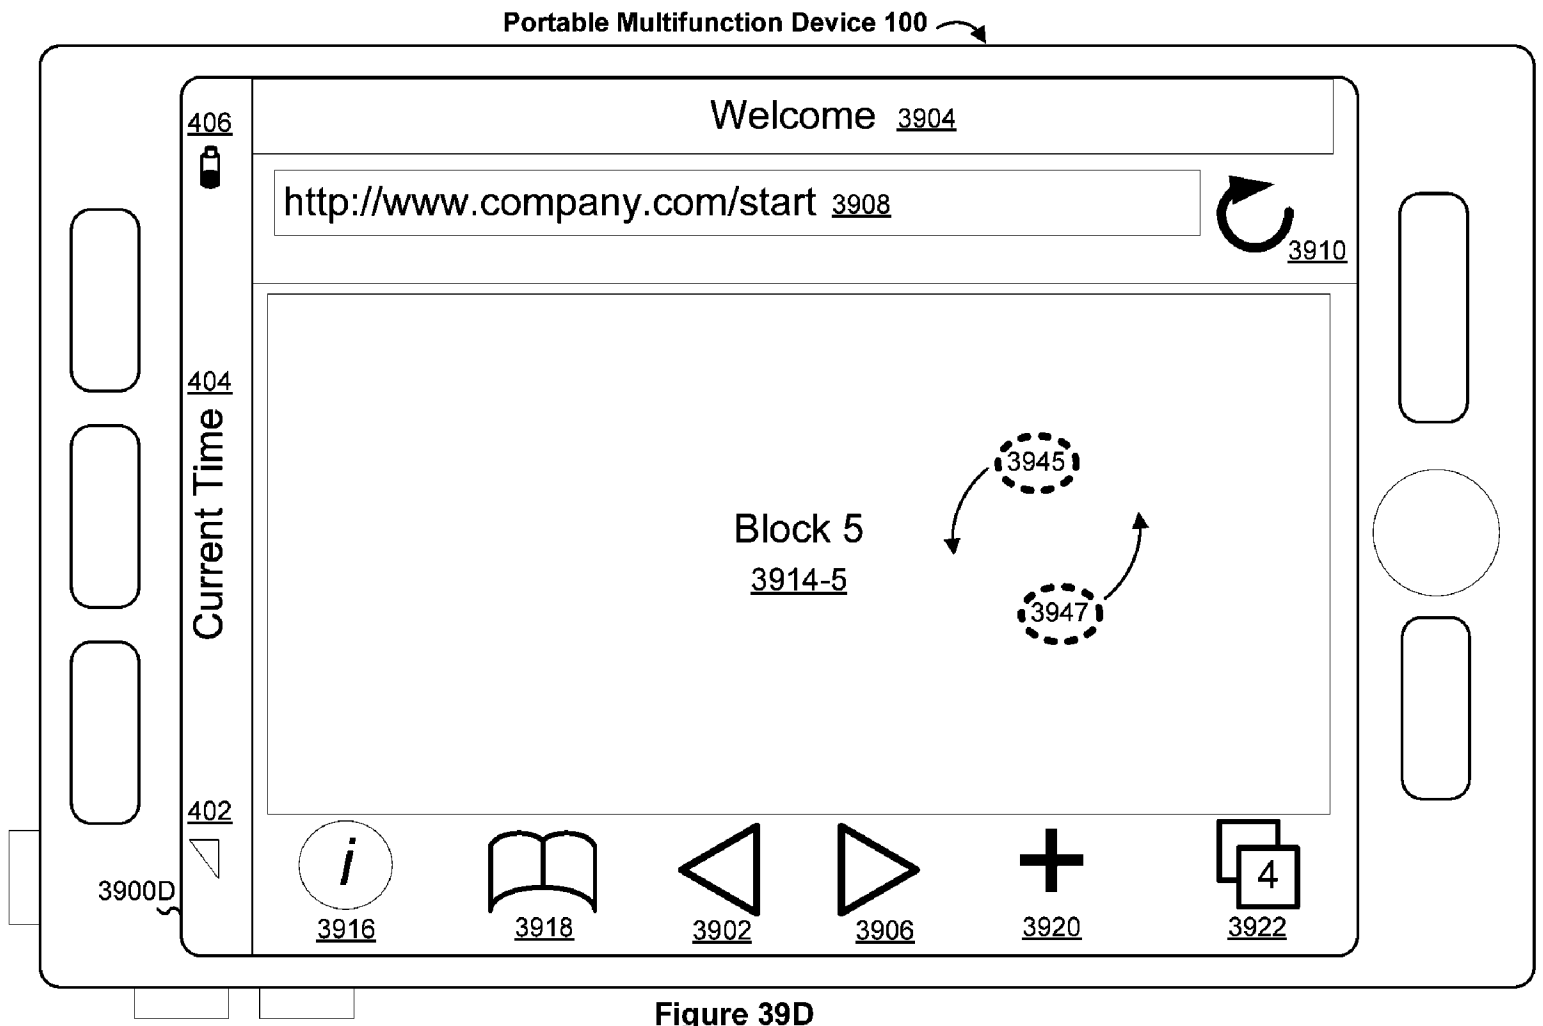 Portable Multifunction Device 100
406
Welcome 3904
http://www.company.com/start 3908
3910
404
Current Time
3945
Block 5
3914-5
3947
402
3900D
i
4
3916
3918
3902
3906
3920
3922
Figure 39D